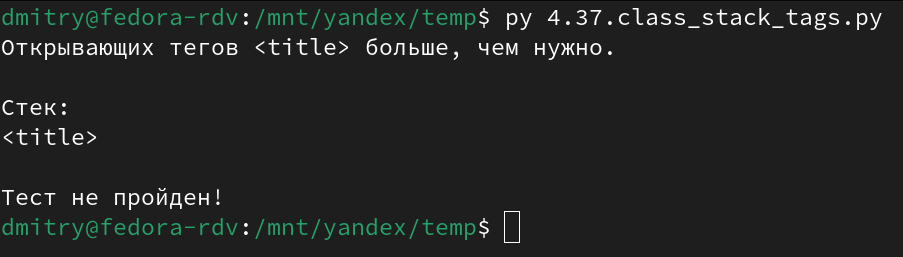 dmitry@fedora-rdv:/mnt/yandex/temp$ py 4.37.class_stack_tags.py
Открывающих тегов <title> больше, чем нужно.
Стек:
<title>
Тест не пройден!
dmitry@fedora-rdv:/mnt/yandex/temp$